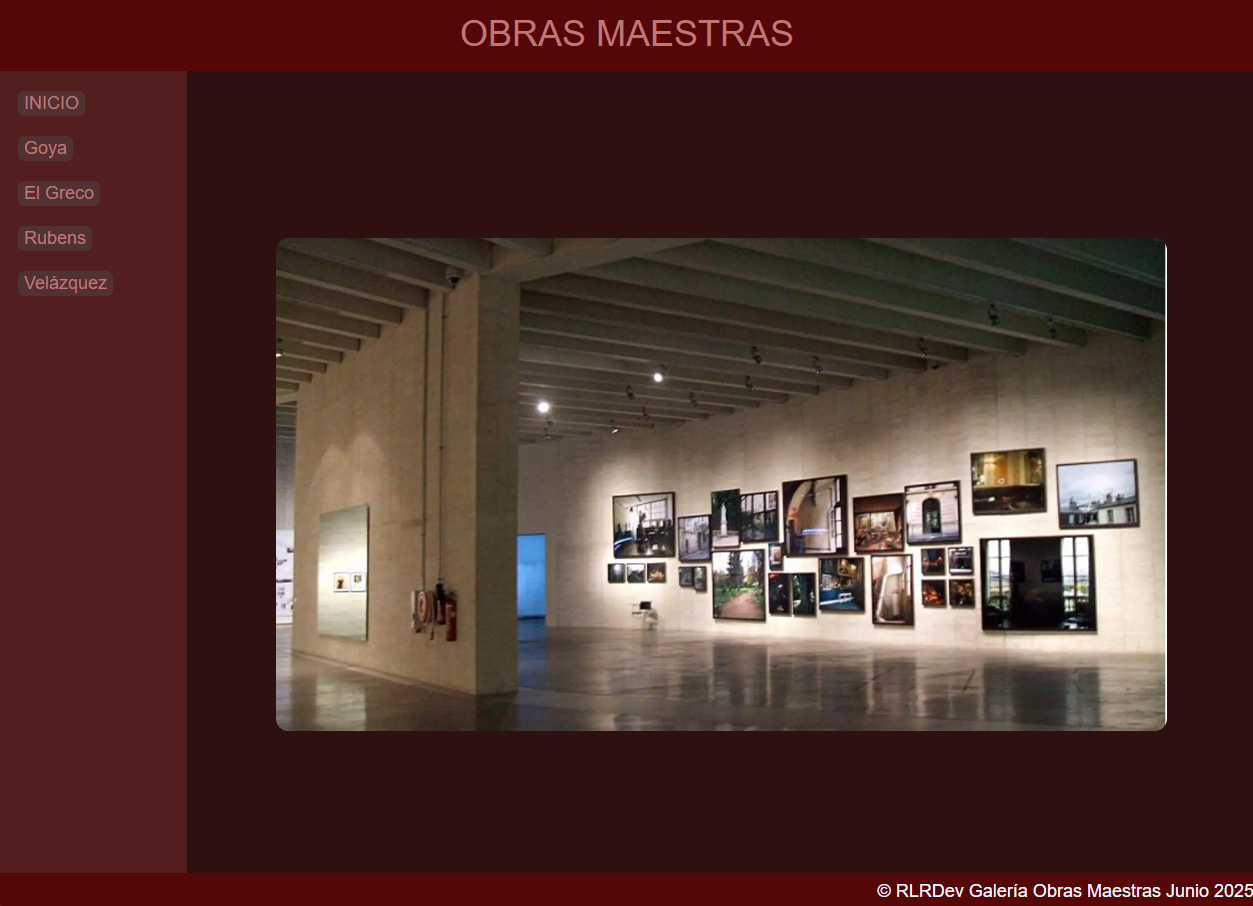 OBRAS MAESTRAS
INICIO
Goya
El Greco
Rubens
Velázquez
© RLRDev Galería Obras Maestras Junio 2025